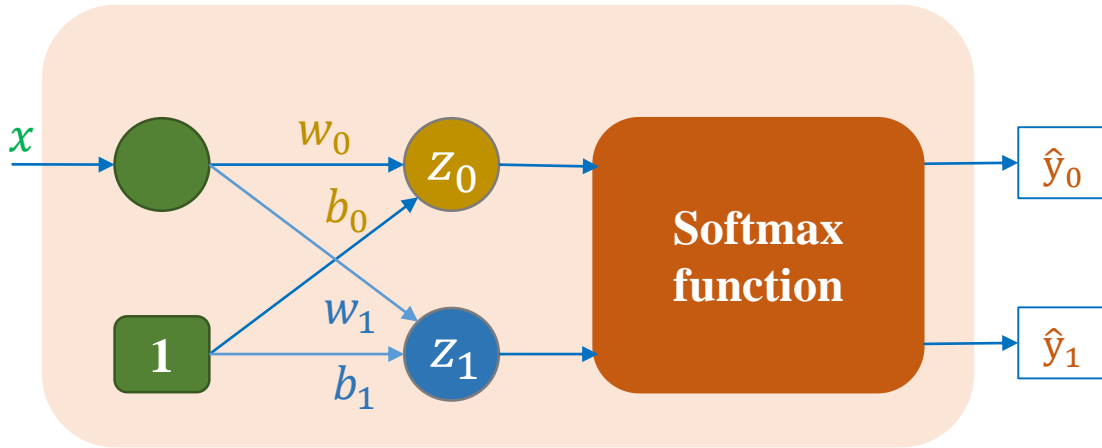 x
w₀
z₀
b₀
ŷ₀
Softmax
function
w₁
1
z₁
b₁
ŷ₁